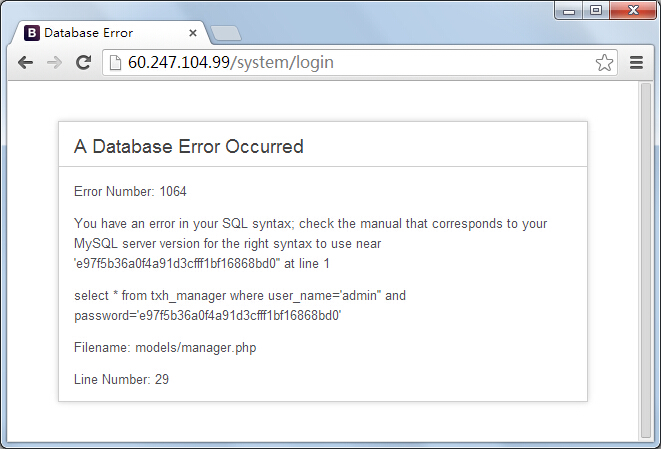 Database Error
60.247.104.99/system/login
A Database Error Occurred
Error Number: 1064
You have an error in your SQL syntax; check the manual that corresponds to your
MySQL server version for the right syntax to use near
'e97f5b36a0f4a91d3cfff1bf16868bd0'' at line 1
select * from txh_manager where user_name='admin'' and
password='e97f5b36a0f4a91d3cfff1bf16868bd0'
Filename: models/manager.php
Line Number: 29